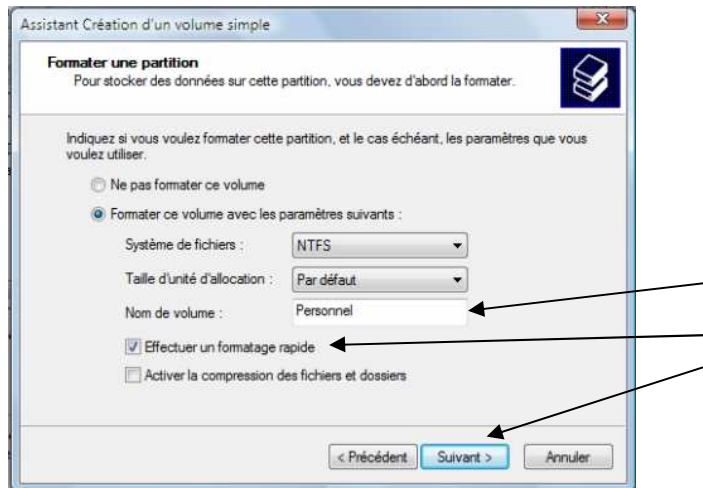 Assistant Création d'un volume simple
Formater une partition
Pour stocker des données sur cette partition, vous devez d'abord la formater.
Indiquez si vous voulez formater cette partition, et le cas échéant, les paramètres que vous
voulez utiliser.
Ne pas formater ce volume
Formater ce volume avec les paramètres suivants :
Système de fichiers : NTFS
Taille d'unité d'allocation : Par défaut
Nom de volume : Personnel
Effectuer un formatage rapide
Activer la compression des fichiers et dossiers
< Précédent Suivant > Annuler